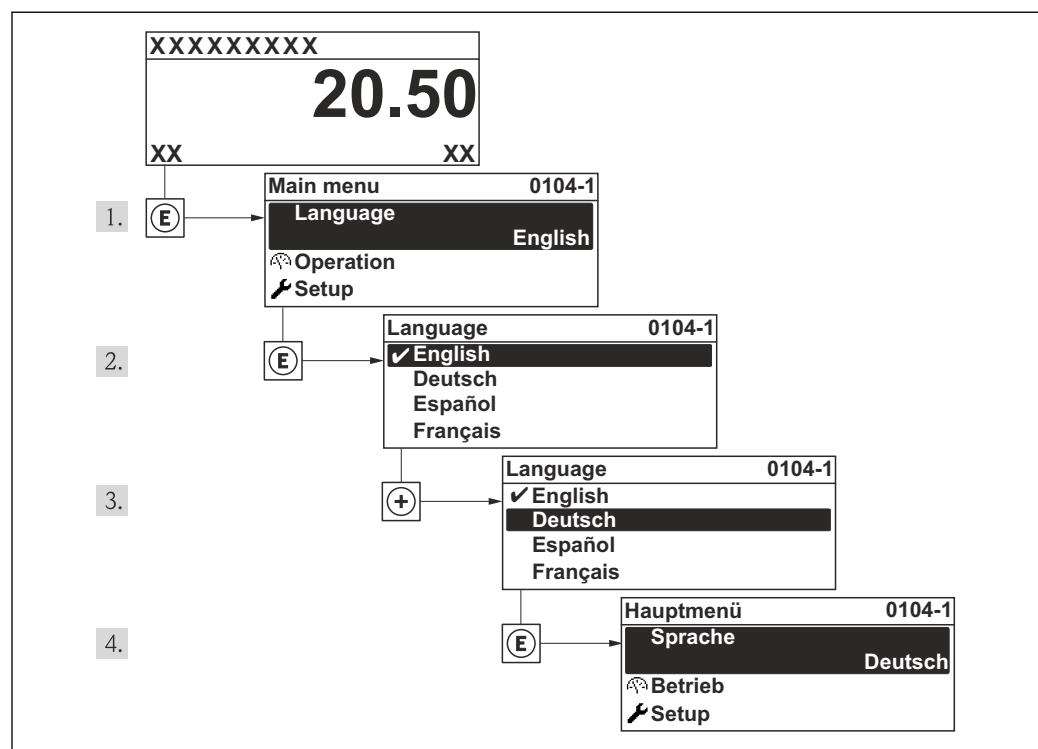 XXXXXXXXX
20.50
XX XX
Main menu 0104-1
1. E Language
English
Operation
Setup
Language 0104-1
2. E ✔ English
Deutsch
Español
Français
Language 0104-1
3. + ✔ English
Deutsch
Español
Français
Hauptmenü 0104-1
4. E Sprache
Deutsch
Betrieb
Setup